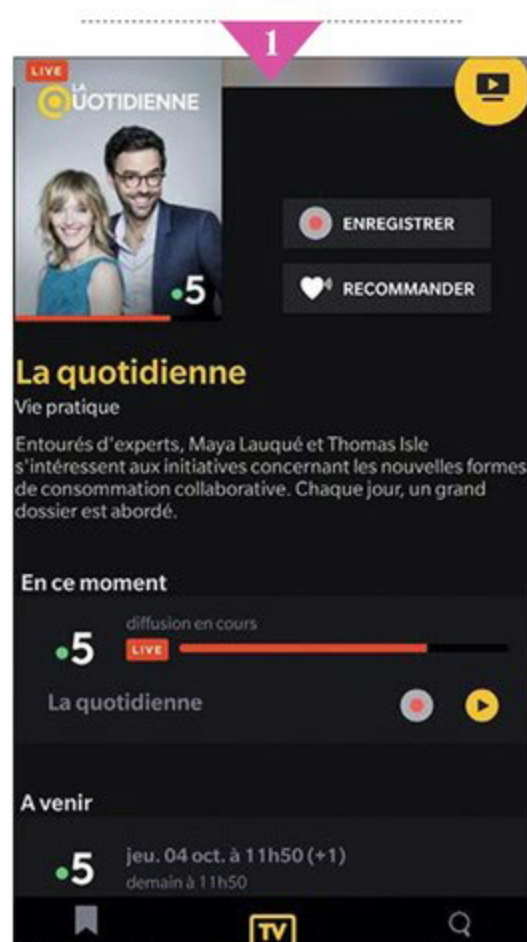 1
LIVE
LA
QUOTIDIENNE
5
ENREGISTRER
RECOMMANDER
La quotidienne
Vie pratique
Entourés d'experts, Maya Lauqué et Thomas Isle
s'intéressent aux initiatives concernant les nouvelles formes
de consommation collaborative. Chaque jour, un grand
dossier est abordé.
En ce moment
diffusion en cours
5
LIVE
La quotidienne
A venir
jeu. 04 oct. à 11h50 (+1)
5
demain à 11h50
TV